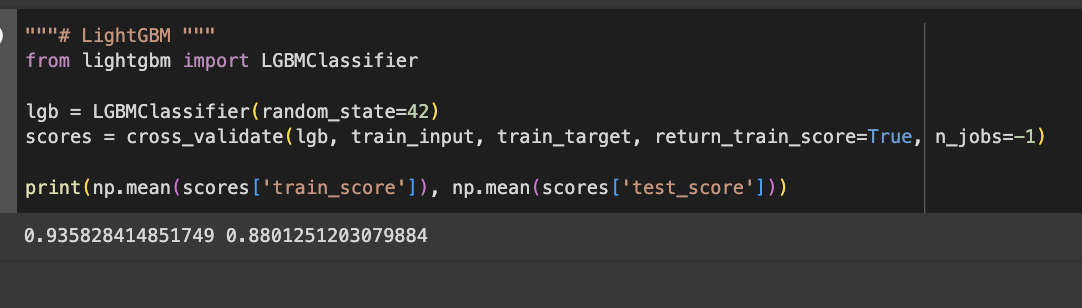 """# LightGBM """
from lightgbm import LGBMClassifier
lgb = LGBMClassifier(random_state=42)
scores = cross_validate(lgb, train_input, train_target, return_train_score=True, n_jobs=-1)
print(np.mean(scores['train_score']), np.mean(scores['test_score']))
0.935828414851749 0.8801251203079884